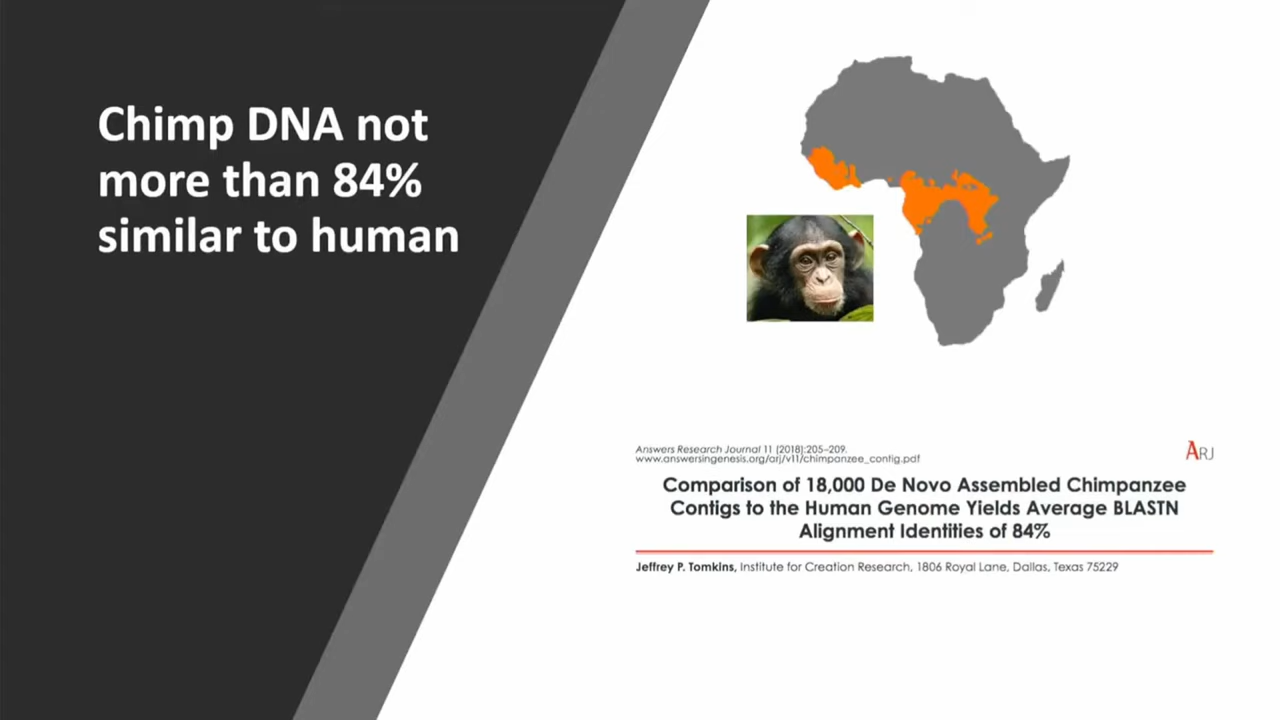 Chimp DNA not
more than 84%
similar to human
Answers Research Journal 11 (2018):205–209.
www.answersingenesis.org/arj/v11/chimpanzee_contig.pdf
ARJ
Comparison of 18,000 De Novo Assembled Chimpanzee
Contigs to the Human Genome Yields Average BLASTN
Alignment Identities of 84%
Jeffrey P. Tomkins, Institute for Creation Research, 1806 Royal Lane, Dallas, Texas 75229